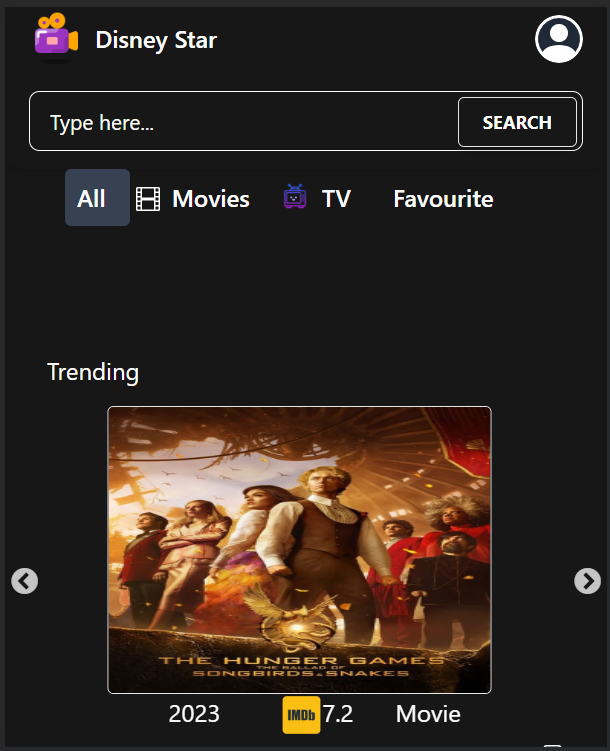 Disney Star
Type here...
SEARCH
All
Movies
TV
Favourite
Trending
THE HUNGER GAMES
THE BALLAD OF
SONGBIRDS & SNAKES
2023
IMDb 7.2
Movie